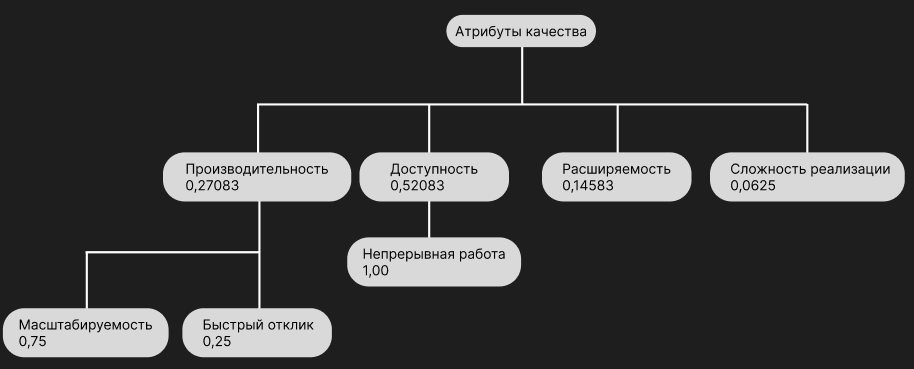 Атрибуты качества
Производительность
0,27083
Доступность
0,52083
Расширяемость
0,14583
Сложность реализации
0,0625
Непрерывная работа
1,00
Масштабируемость
0,75
Быстрый отклик
0,25